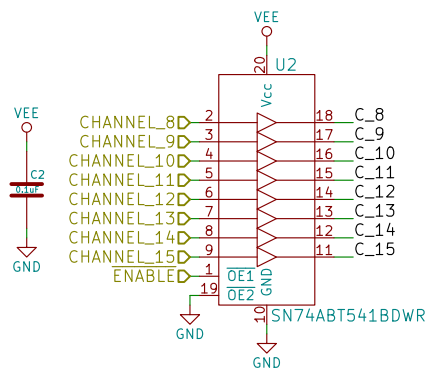 VEE
20
U2
Vcc
CHANNEL_8 2 18 C_8
CHANNEL_9 3 17 C_9
VEE
CHANNEL_10 4 16 C_10
CHANNEL_11 5 15 C_11
C2
0.1uF
CHANNEL_12 6 14 C_12
CHANNEL_13 7 13 C_13
CHANNEL_14 8 12 C_14
CHANNEL_15 9 11 C_15
GND
ENABLE 1 OE1
19 OE2
GND
10
SN74ABT541BDWR
GND
GND